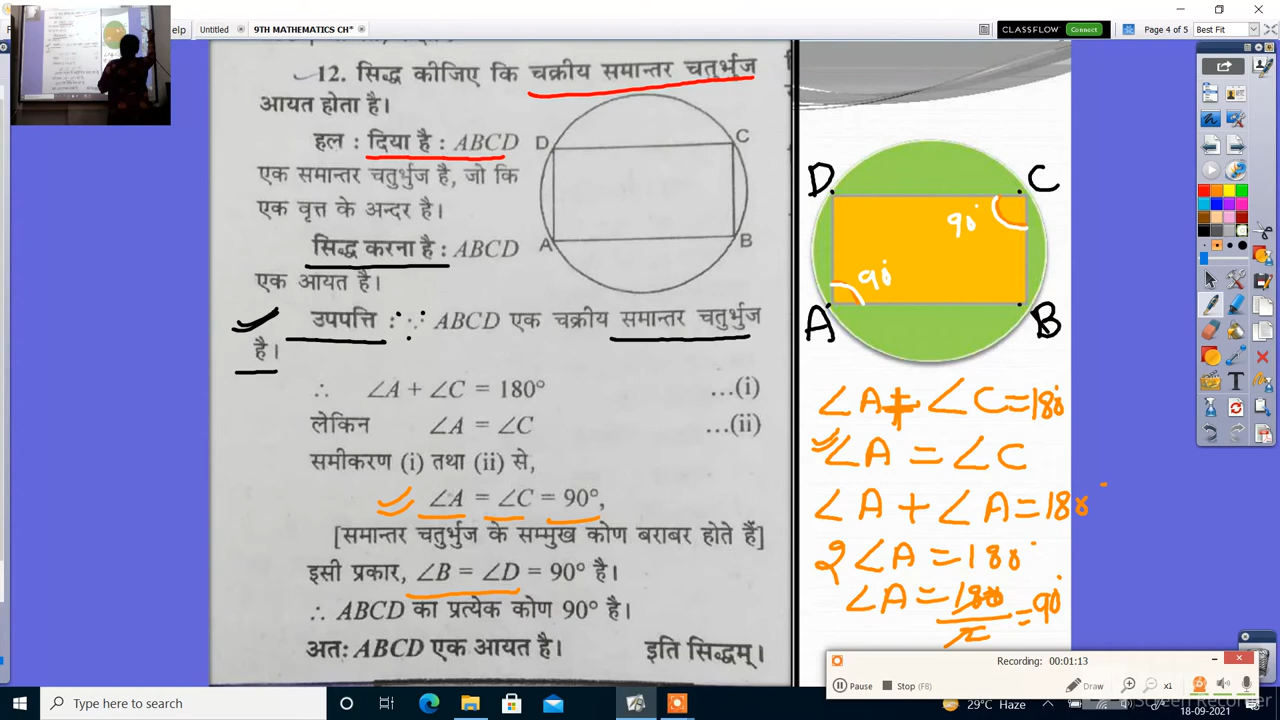 Untitled
9TH MATHEMATICS CH*
elp
CLASSFLOW Connect
Page 4 of 5
Best Fit
12. सिद्ध कीजिए कि चक्रीय समान्तर चतुर्भुज
आयत होता है।
हल : दिया है : ABCD
एक समान्तर चतुर्भुज है, जो कि
एक वृत्त के अन्दर है।
सिद्ध करना है : ABCD
एक आयत है।
D C
A B
उपपत्ति : ∵ ABCD एक चक्रीय समान्तर चतुर्भुज
है।
∴ ∠A + ∠C = 180° ...(i)
लेकिन ∠A = ∠C ...(ii)
समीकरण (i) तथा (ii) से,
∠A = ∠C = 90°,
[समान्तर चतुर्भुज के सम्मुख कोण बराबर होते हैं]
इसी प्रकार, ∠B = ∠D = 90° है।
∴ ABCD का प्रत्येक कोण 90° है।
अतः ABCD एक आयत है। इति सिद्धम्।
D C
90°
90°
A B
∠A + ∠C = 180°
∠A = ∠C
∠A + ∠A = 180°
2∠A = 180°
∠A = 180/2 = 90°
Recording: 00:01:13
Pause Stop (F8) Draw x1
Type here to search
29°C Haze
18-09-2021